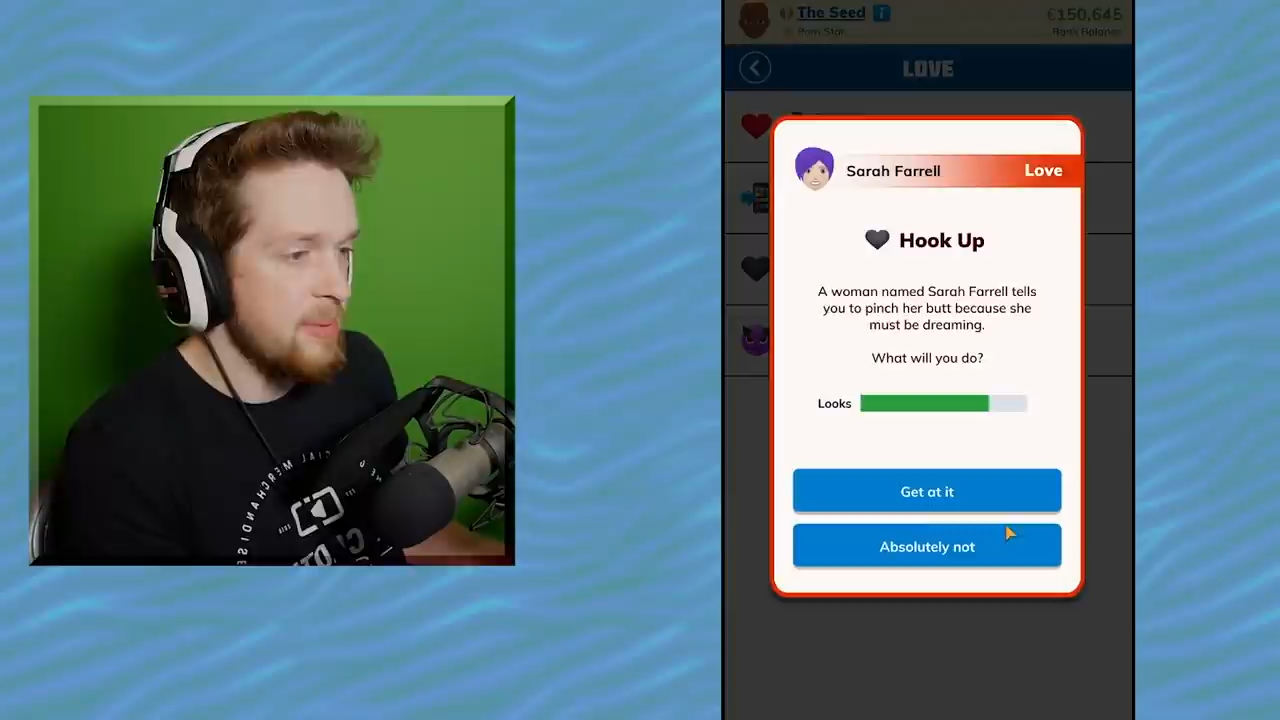 The Seed i
€150,645
Porn Star
Bank Balance
LOVE
Sarah Farrell
Love
Hook Up
A woman named Sarah Farrell tells
you to pinch her butt because she
must be dreaming.
What will you do?
Looks
Get at it
Absolutely not